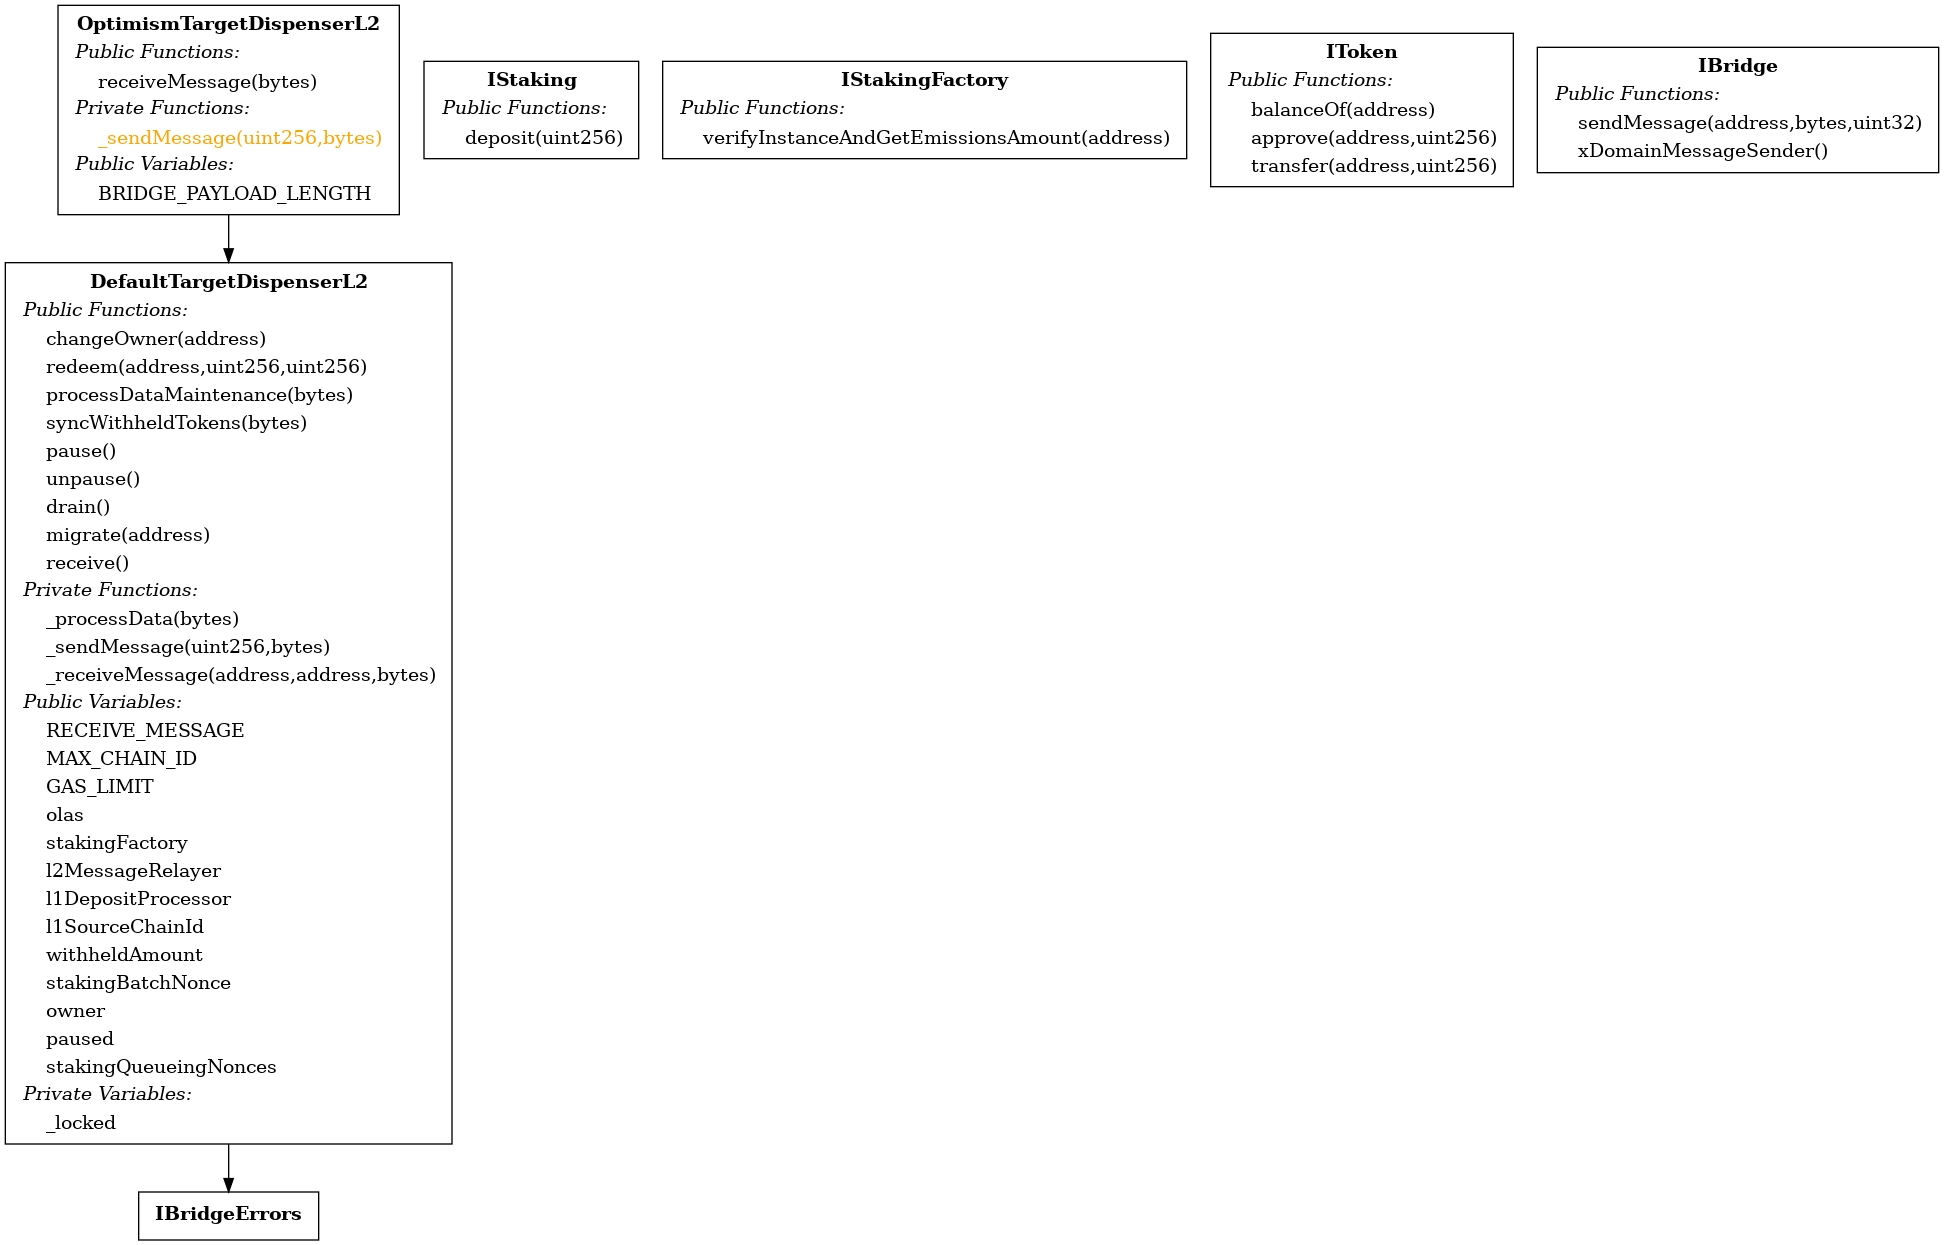 OptimismTargetDispenserL2
Public Functions:
receiveMessage(bytes)
Private Functions:
_sendMessage(uint256,bytes)
Public Variables:
BRIDGE_PAYLOAD_LENGTH
IStaking
Public Functions:
deposit(uint256)
IStakingFactory
Public Functions:
verifyInstanceAndGetEmissionsAmount(address)
IToken
Public Functions:
balanceOf(address)
approve(address,uint256)
transfer(address,uint256)
IBridge
Public Functions:
sendMessage(address,bytes,uint32)
xDomainMessageSender()
DefaultTargetDispenserL2
Public Functions:
changeOwner(address)
redeem(address,uint256,uint256)
processDataMaintenance(bytes)
syncWithheldTokens(bytes)
pause()
unpause()
drain()
migrate(address)
receive()
Private Functions:
_processData(bytes)
_sendMessage(uint256,bytes)
_receiveMessage(address,address,bytes)
Public Variables:
RECEIVE_MESSAGE
MAX_CHAIN_ID
GAS_LIMIT
olas
stakingFactory
l2MessageRelayer
l1DepositProcessor
l1SourceChainId
withheldAmount
stakingBatchNonce
owner
paused
stakingQueueingNonces
Private Variables:
_locked
IBridgeErrors